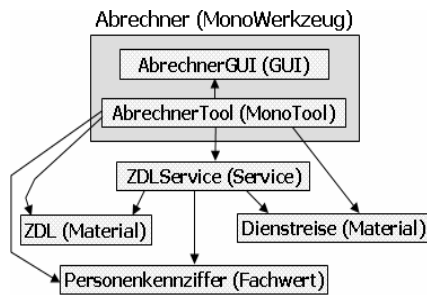 Abrechner (MonoWerkzeug)
AbrechnerGUI (GUI)
AbrechnerTool (MonoTool)
ZDLService (Service)
ZDL (Material)
Dienstreise (Material)
Personenkennziffer (Fachwert)